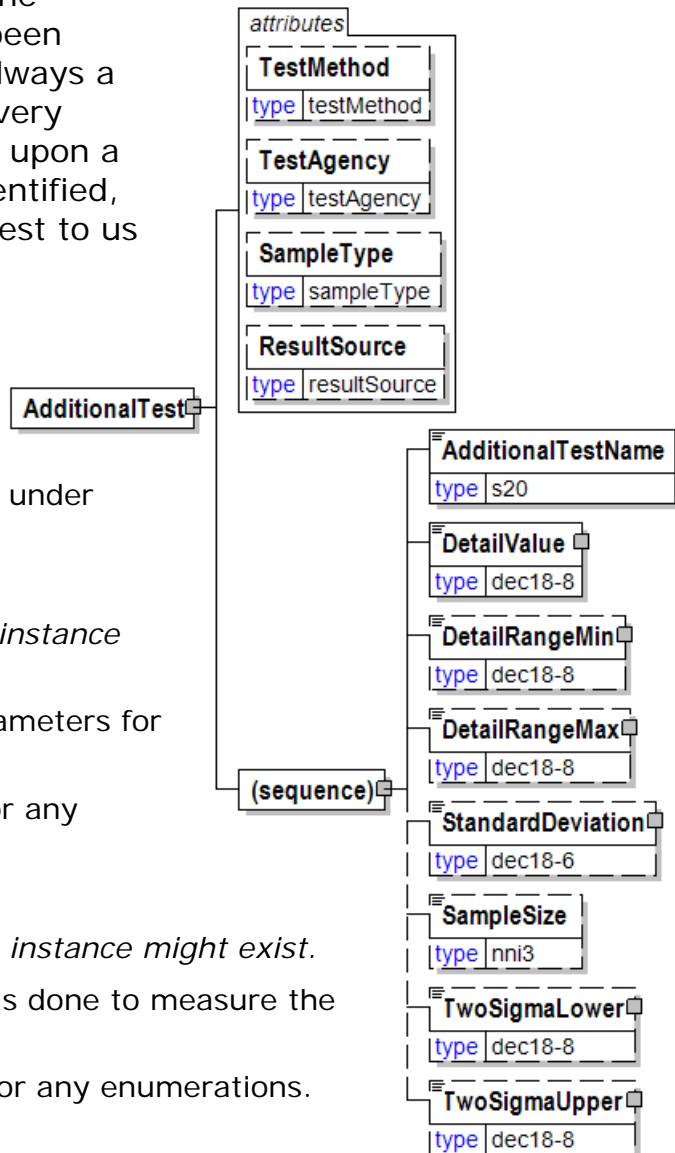 the
been
lways a
very
upon a
entified,
est to us
under
instance
ameters for
or any
instance might exist.
s done to measure the
or any enumerations.
attributes
TestMethod
type testMethod
TestAgency
type testAgency
SampleType
type sampleType
ResultSource
type resultSource
AdditionalTest
(sequence)
AdditionalTestName
type s20
DetailValue
type dec18-8
DetailRangeMin
type dec18-8
DetailRangeMax
type dec18-8
StandardDeviation
type dec18-6
SampleSize
type nni3
TwoSigmaLower
type dec18-8
TwoSigmaUpper
type dec18-8